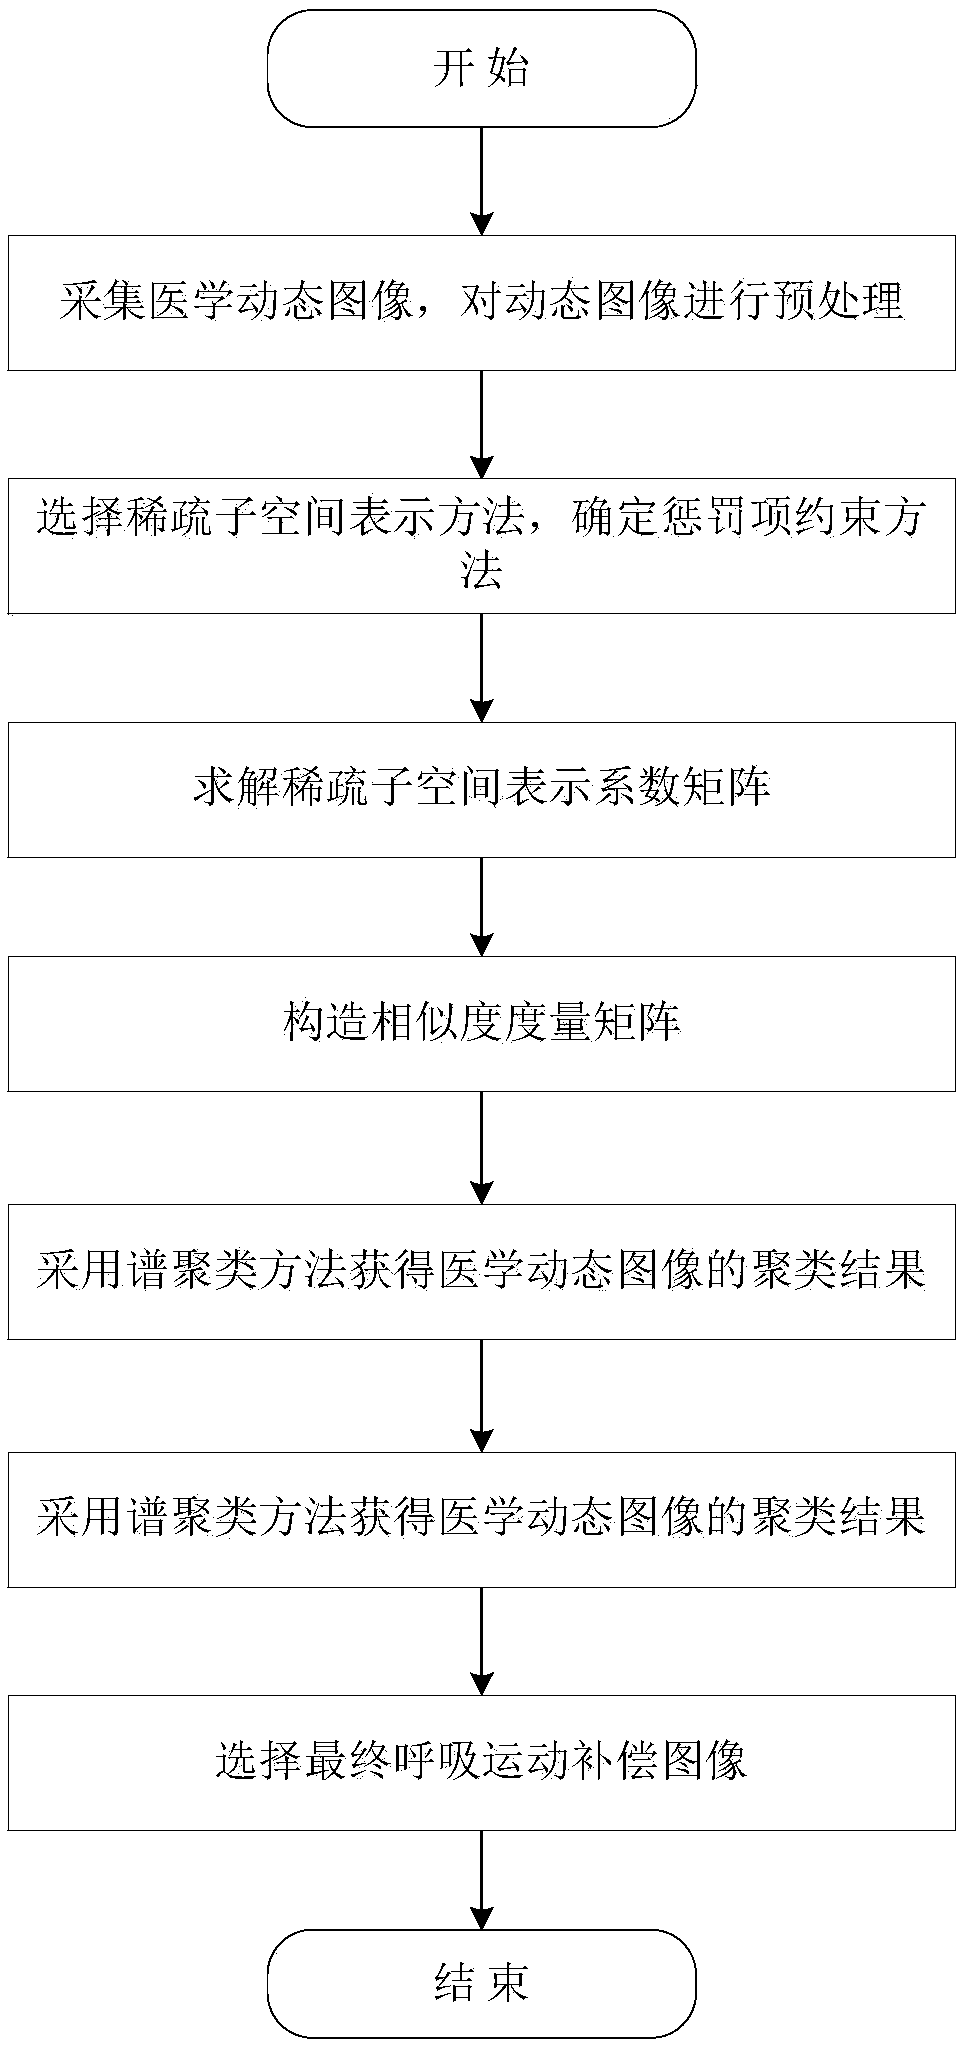 开 始
采集医学动态图像，对动态图像进行预处理
选择稀疏子空间表示方法，确定惩罚项约束方
法
求解稀疏子空间表示系数矩阵
构造相似度度量矩阵
采用谱聚类方法获得医学动态图像的聚类结果
采用谱聚类方法获得医学动态图像的聚类结果
选择最终呼吸运动补偿图像
结 束